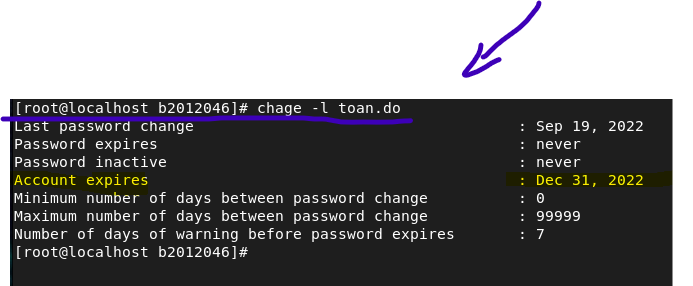 [root@localhost b2012046]# chage -l toan.do
Last password change : Sep 19, 2022
Password expires : never
Password inactive : never
Account expires : Dec 31, 2022
Minimum number of days between password change : 0
Maximum number of days between password change : 99999
Number of days of warning before password expires : 7
[root@localhost b2012046]#